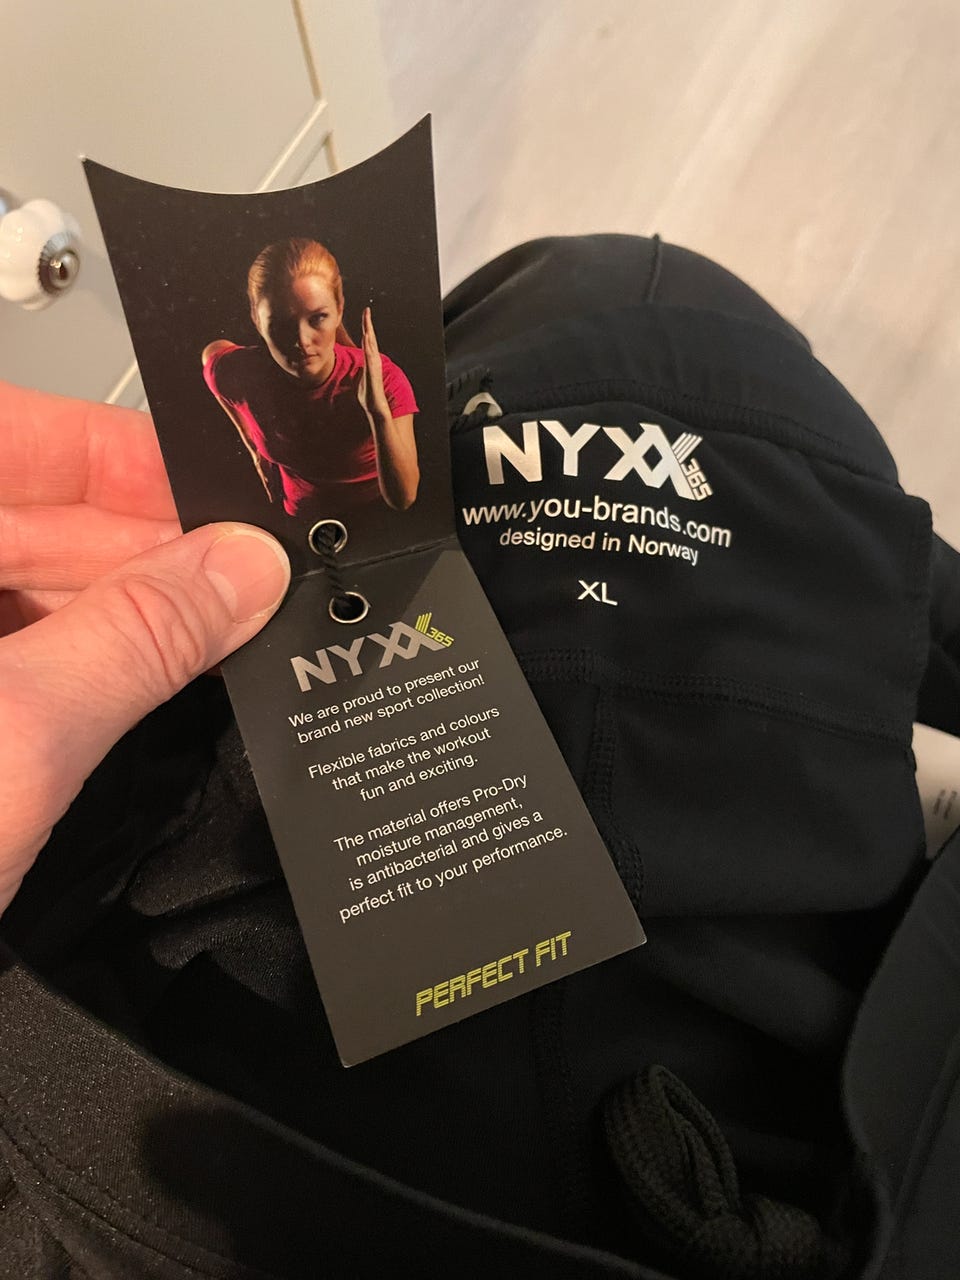 NYXX 365
www.you-brands.com
designed in Norway
XL
NYXX 365
We are proud to present our
brand new sport collection!
Flexible fabrics and colours
that make the workout
fun and exciting.
The material offers Pro-Dry
moisture management,
is antibacterial and gives a
perfect fit to your performance.
PERFECT FIT